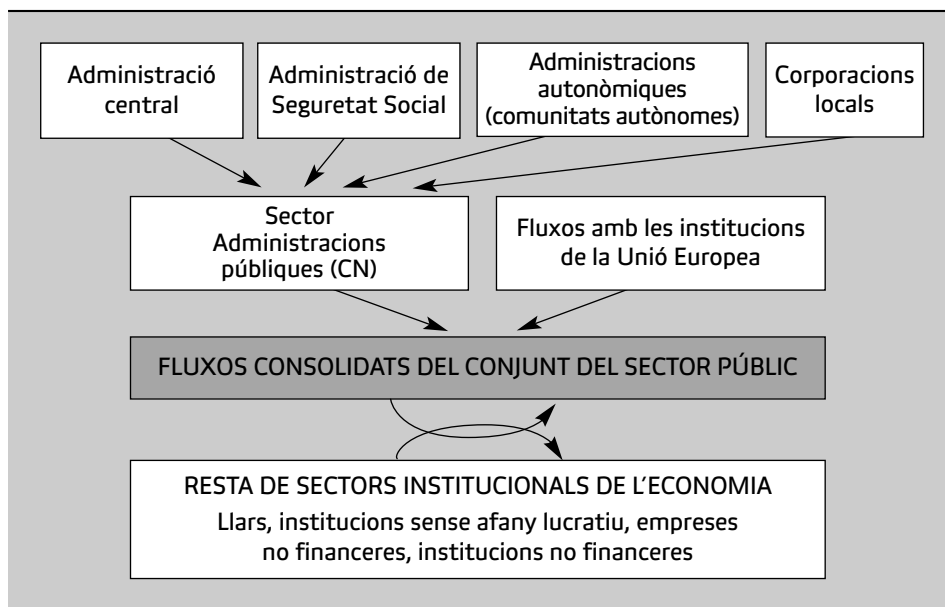 Administració
central
Administració de
Seguretat Social
Administracions
autonòmiques
(comunitats autònomes)
Corporacions
locals
Sector
Administracions
públiques (CN)
Fluxos amb les institucions
de la Unió Europea
FLUXOS CONSOLIDATS DEL CONJUNT DEL SECTOR PÚBLIC
RESTA DE SECTORS INSTITUCIONALS DE L'ECONOMIA
Llars, institucions sense afany lucratiu, empreses
no financeres, institucions no financeres